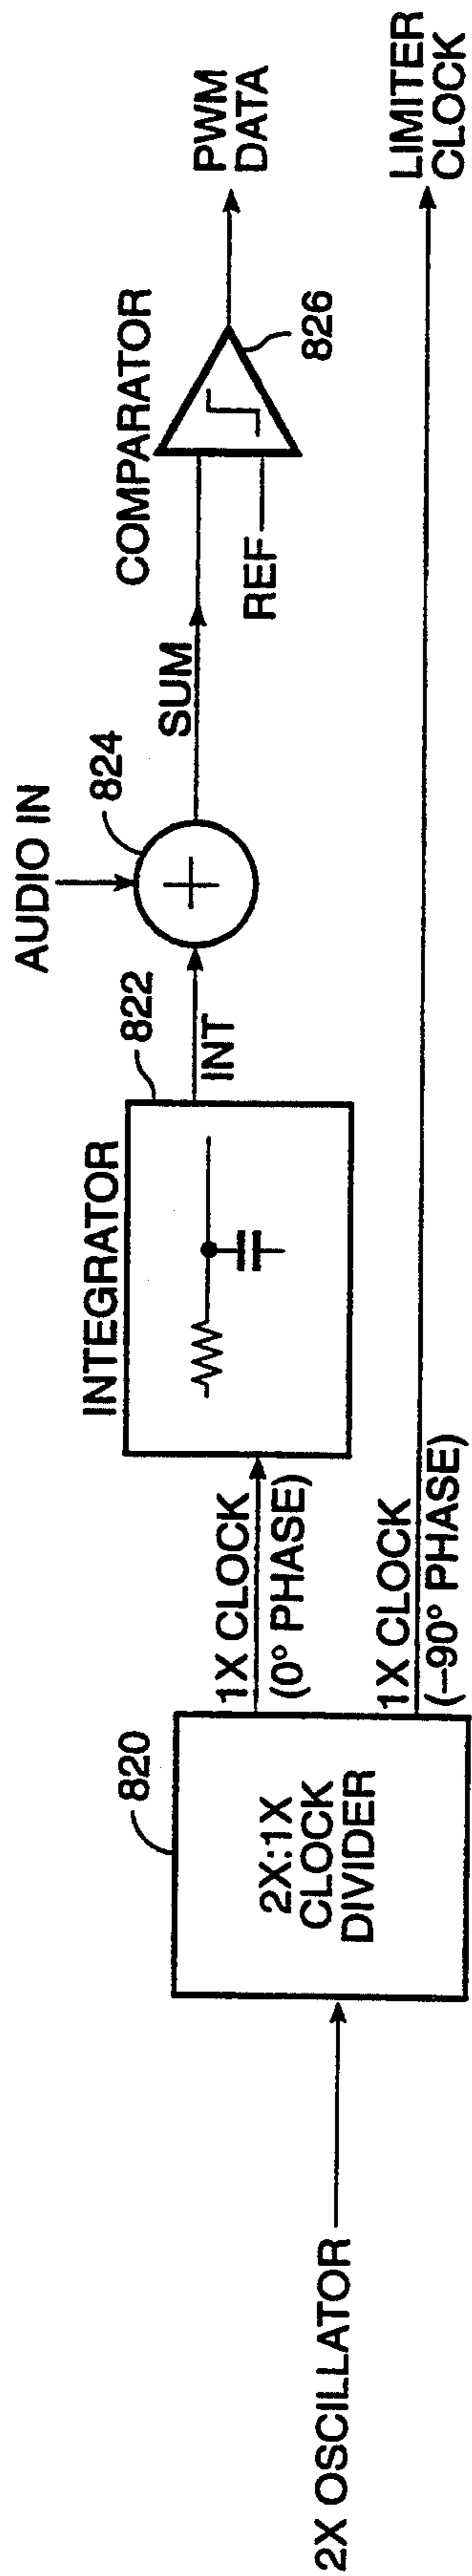 2X OSCILLATOR
820
2X:1X
CLOCK
DIVIDER
1X CLOCK
(0° PHASE)
1X CLOCK
(–90° PHASE)
INTEGRATOR
822
INT
AUDIO IN
824
SUM
COMPARATOR
REF
826
PWM
DATA
LIMITER
CLOCK